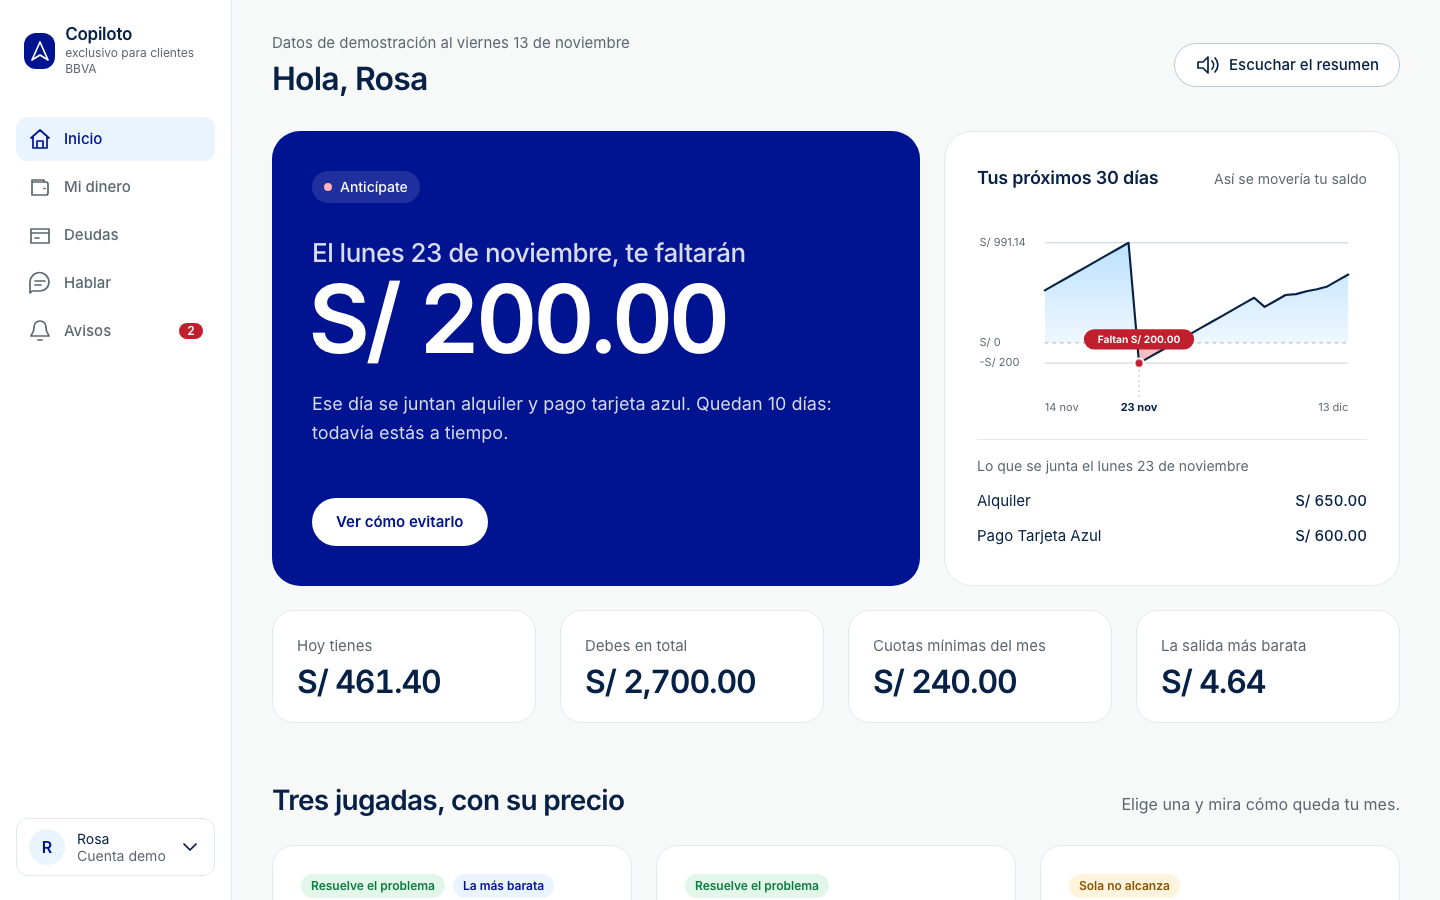 Copiloto
exclusivo para clientes
BBVA
Inicio
Mi dinero
Deudas
Hablar
Avisos 2
R
Rosa
Cuenta demo
Datos de demostración al viernes 13 de noviembre
Hola, Rosa
Escuchar el resumen
Anticípate
El lunes 23 de noviembre, te faltarán
S/ 200.00
Ese día se juntan alquiler y pago tarjeta azul. Quedan 10 días:
todavía estás a tiempo.
Ver cómo evitarlo
Tus próximos 30 días
Así se movería tu saldo
S/ 991.14
S/ 0
-S/ 200
Faltan S/ 200.00
14 nov
23 nov
13 dic
Lo que se junta el lunes 23 de noviembre
Alquiler S/ 650.00
Pago Tarjeta Azul S/ 600.00
Hoy tienes
S/ 461.40
Debes en total
S/ 2,700.00
Cuotas mínimas del mes
S/ 240.00
La salida más barata
S/ 4.64
Tres jugadas, con su precio
Elige una y mira cómo queda tu mes.
Resuelve el problema
La más barata
Resuelve el problema
Sola no alcanza